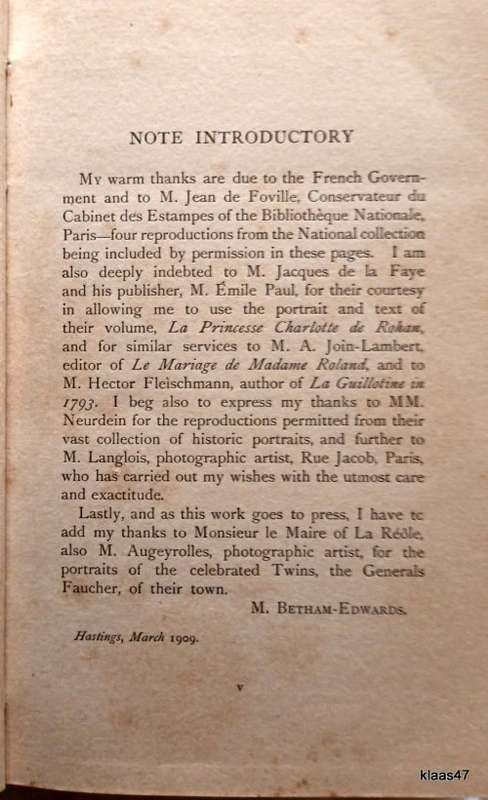 NOTE INTRODUCTORY
My warm thanks are due to the French Govern-
ment and to M. Jean de Foville, Conservateur du
Cabinet des Estampes of the Bibliothèque Nationale,
Paris—four reproductions from the National collection
being included by permission in these pages. I am
also deeply indebted to M. Jacques de la Faye
and his publisher, M. Émile Paul, for their courtesy
in allowing me to use the portrait and text of
their volume, La Princesse Charlotte de Rohan,
and for similar services to M. A. Join-Lambert,
editor of Le Mariage de Madame Roland, and to
M. Hector Fleischmann, author of La Guillotine in
1793. I beg also to express my thanks to MM.
Neurdein for the reproductions permitted from their
vast collection of historic portraits, and further to
M. Langlois, photographic artist, Rue Jacob, Paris,
who has carried out my wishes with the utmost care
and exactitude.
Lastly, and as this work goes to press, I have to
add my thanks to Monsieur le Maire of La Réole,
also M. Augeyrolles, photographic artist, for the
portraits of the celebrated Twins, the Generals
Faucher, of their town.
M. BETHAM-EDWARDS.
Hastings, March 1909.
v
klaas47